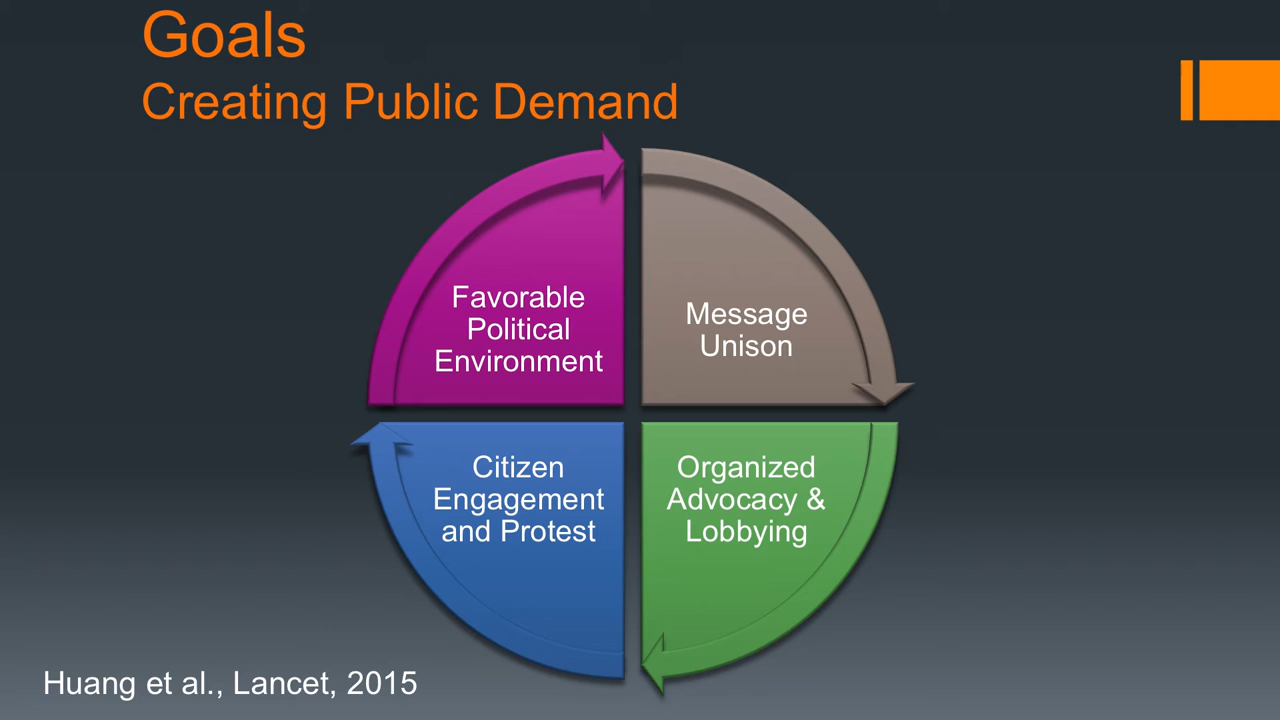 Goals
Creating Public Demand
Favorable
Political
Environment
Message
Unison
Citizen
Engagement
and Protest
Organized
Advocacy &
Lobbying
Huang et al., Lancet, 2015